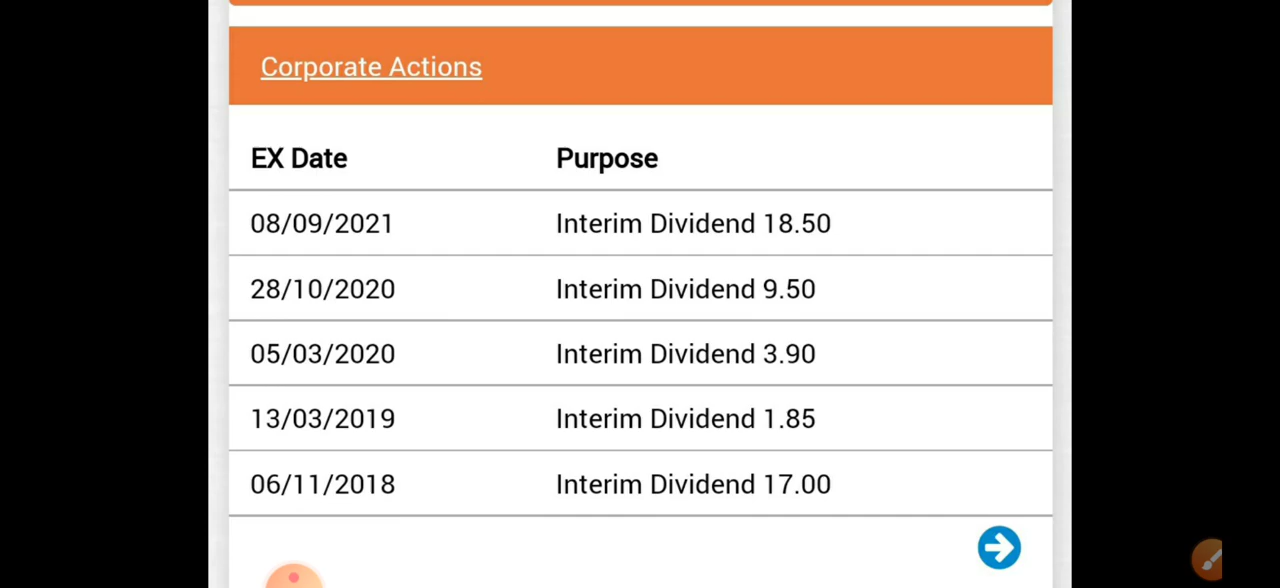 Corporate Actions
EX Date Purpose
08/09/2021 Interim Dividend 18.50
28/10/2020 Interim Dividend 9.50
05/03/2020 Interim Dividend 3.90
13/03/2019 Interim Dividend 1.85
06/11/2018 Interim Dividend 17.00